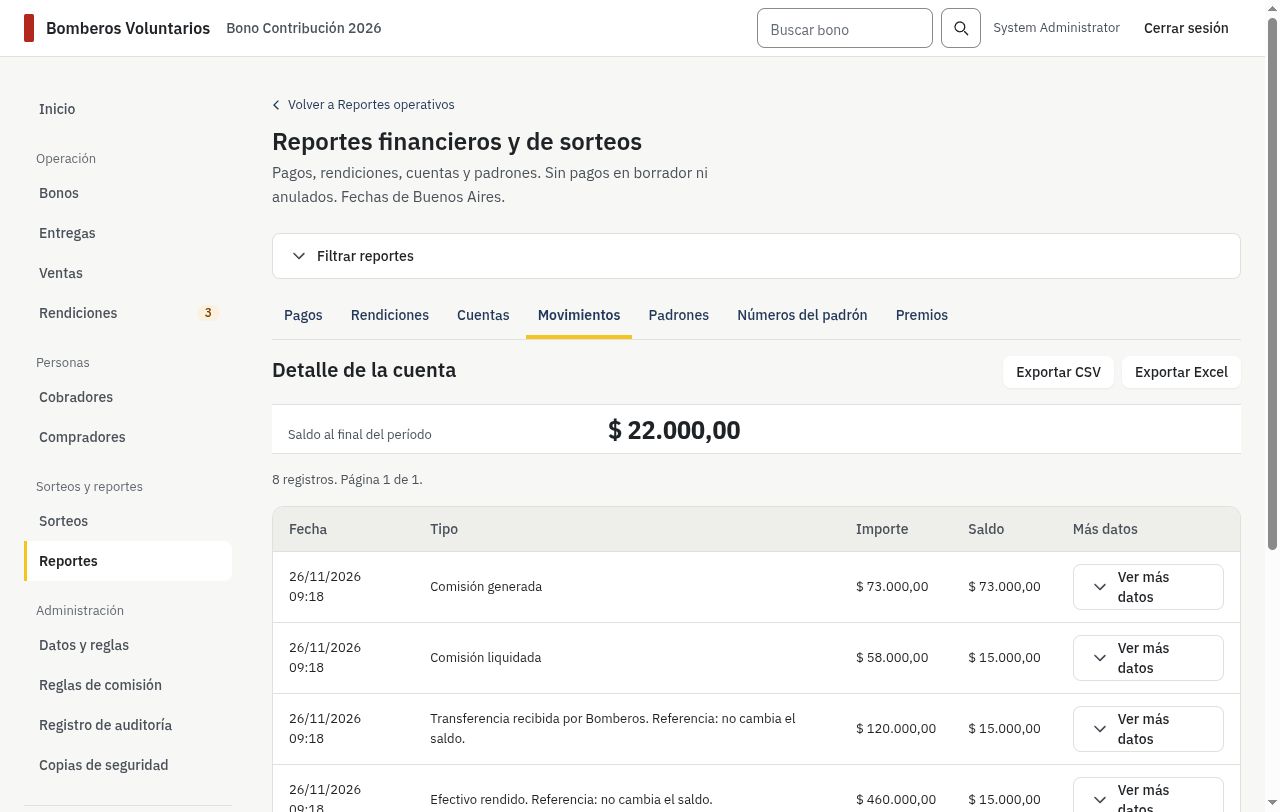 Bomberos Voluntarios
Bono Contribución 2026
Buscar bono
System Administrator
Cerrar sesión
Inicio
Operación
Bonos
Entregas
Ventas
Rendiciones
3
Personas
Cobradores
Compradores
Sorteos y reportes
Sorteos
Reportes
Administración
Datos y reglas
Reglas de comisión
Registro de auditoría
Copias de seguridad
Volver a Reportes operativos
Reportes financieros y de sorteos
Pagos, rendiciones, cuentas y padrones. Sin pagos en borrador ni
anulados. Fechas de Buenos Aires.
Filtrar reportes
Pagos
Rendiciones
Cuentas
Movimientos
Padrones
Números del padrón
Premios
Detalle de la cuenta
Exportar CSV
Exportar Excel
Saldo al final del período
$ 22.000,00
8 registros. Página 1 de 1.
Fecha
Tipo
Importe
Saldo
Más datos
26/11/2026
09:18
Comisión generada
$ 73.000,00
$ 73.000,00
Ver más
datos
26/11/2026
09:18
Comisión liquidada
$ 58.000,00
$ 15.000,00
Ver más
datos
26/11/2026
09:18
Transferencia recibida por Bomberos. Referencia: no cambia el
saldo.
$ 120.000,00
$ 15.000,00
Ver más
datos
26/11/2026
09:18
Efectivo rendido. Referencia: no cambia el saldo.
$ 460.000,00
$ 15.000,00
Ver más
datos